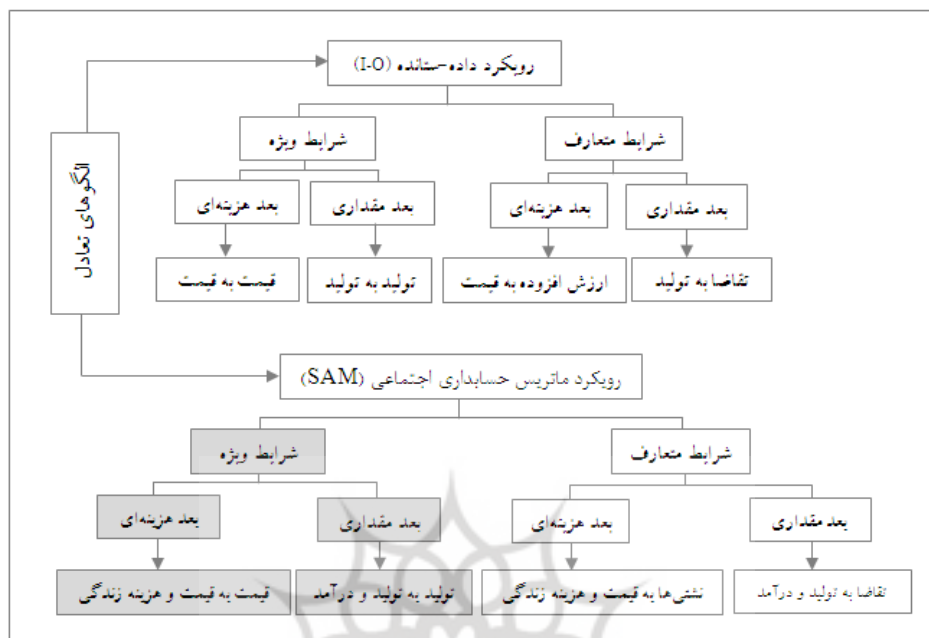 رویکرد داده-ستانده (I-O)
شرایط متعارف
شرایط ویژه
بعد مقداری
بعد هزینه‌ای
بعد مقداری
بعد هزینه‌ای
تقاضا به تولید
ارزش افزوده به قیمت
تولید به تولید
قیمت به قیمت
الگوهای تعادل
رویکرد ماتریس حسابداری اجتماعی (SAM)
شرایط متعارف
شرایط ویژه
بعد مقداری
بعد هزینه‌ای
بعد مقداری
بعد هزینه‌ای
تقاضا به تولید و درآمد
نشتی‌ها به قیمت و هزینه زندگی
تولید به تولید و درآمد
قیمت به قیمت و هزینه زندگی